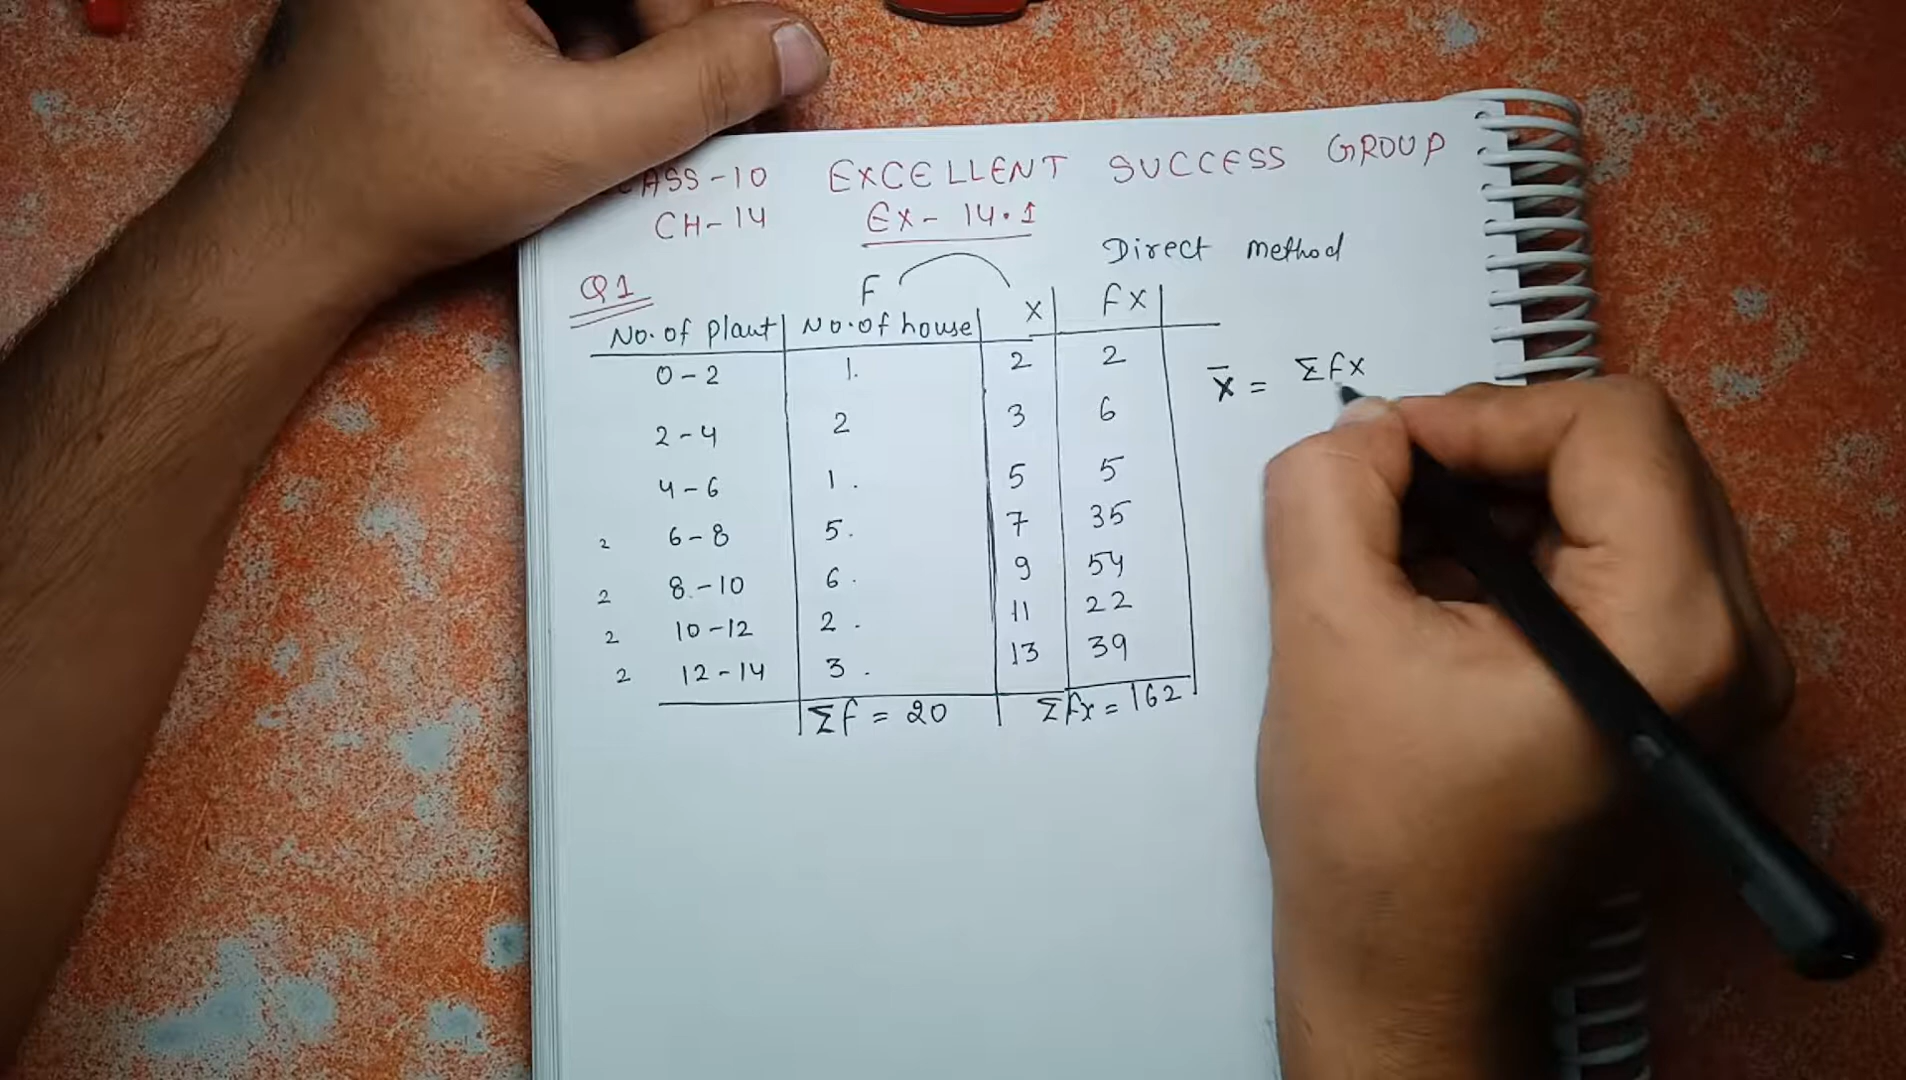 CLASS-10 EXCELLENT SUCCESS GROUP
CH-14 EX- 14.1
Direct method
Q1
F
No. of plant No. of house x fx
0-2 1. 2 2
2-4 2 3 6
4-6 1. 5 5
2 6-8 5. 7 35
2 8-10 6. 9 54
2 10-12 2. 11 22
2 12-14 3. 13 39
Σf = 20 Σfx = 162
x̄ = Σfx